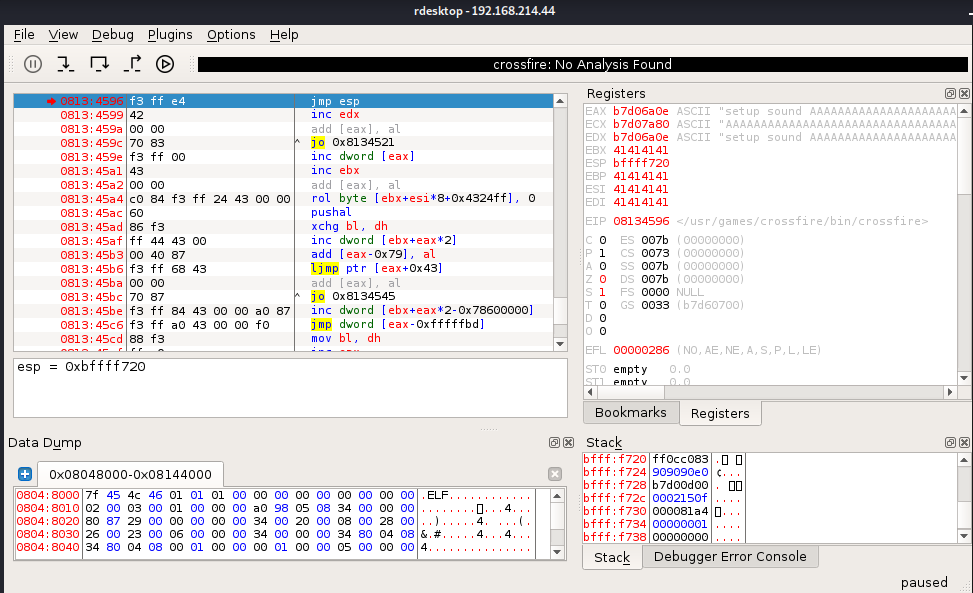 rdesktop - 192.168.214.44
File View Debug Plugins Options Help
crossfire: No Analysis Found
0813:4596 f3 ff e4 jmp esp
0813:4599 42 inc edx
0813:459a 00 00 add [eax], al
0813:459c 70 83 ^ jo 0x8134521
0813:459e f3 ff 00 inc dword [eax]
0813:45a1 43 inc ebx
0813:45a2 00 00 add [eax], al
0813:45a4 c0 84 f3 ff 24 43 00 00 rol byte [ebx+esi*8+0x4324ff], 0
0813:45ac 60 pushal
0813:45ad 86 f3 xchg bl, dh
0813:45af ff 44 43 00 inc dword [ebx+eax*2]
0813:45b3 00 40 87 add [eax-0x79], al
0813:45b6 f3 ff 68 43 ljmp ptr [eax+0x43]
0813:45ba 00 00 add [eax], al
0813:45bc 70 87 ^ jo 0x8134545
0813:45be f3 ff 84 43 00 00 a0 87 inc dword [ebx+eax*2-0x78600000]
0813:45c6 f3 ff a0 43 00 00 f0 jmp dword [eax-0xfffffbd]
0813:45cd 88 f3 mov bl, dh
esp = 0xbffff720
Registers
EAX b7d06a0e ASCII "setup sound AAAAAAAAAAAAAAAAAAAAAA
ECX b7d07a80 ASCII "AAAAAAAAAAAAAAAAAAAAAAAAAAAAAAAAAA
EDX b7d06a0e ASCII "setup sound AAAAAAAAAAAAAAAAAAAAAA
EBX 41414141
ESP bffff720
EBP 41414141
ESI 41414141
EDI 41414141
EIP 08134596 </usr/games/crossfire/bin/crossfire>
C 0 ES 007b (00000000)
P 1 CS 0073 (00000000)
A 0 SS 007b (00000000)
Z 0 DS 007b (00000000)
S 1 FS 0000 NULL
T 0 GS 0033 (b7d60700)
D 0
O 0
EFL 00000286 (NO,AE,NE,A,S,P,L,LE)
ST0 empty 0.0
ST1 empty 0.0
Bookmarks Registers
Data Dump
0x08048000-0x08144000
0804:8000 7f 45 4c 46 01 01 01 00 00 00 00 00 00 00 00 00 .ELF............
0804:8010 02 00 03 00 01 00 00 00 a0 98 05 08 34 00 00 00
0804:8020 80 87 29 00 00 00 00 00 34 00 20 00 08 00 28 00 ..).....4. ...(.
0804:8030 26 00 23 00 06 00 00 00 34 00 00 00 34 80 04 08 &.#.....4...4...
0804:8040 34 80 04 08 00 01 00 00 00 01 00 00 05 00 00 00 4...............
Stack
bfff:f720 ff0cc083
bfff:f724 909090e0
bfff:f728 b7d00d00
bfff:f72c 0002150f
bfff:f730 000081a4
bfff:f734 00000001 ....
bfff:f738 00000000 ....
Stack Debugger Error Console
paused